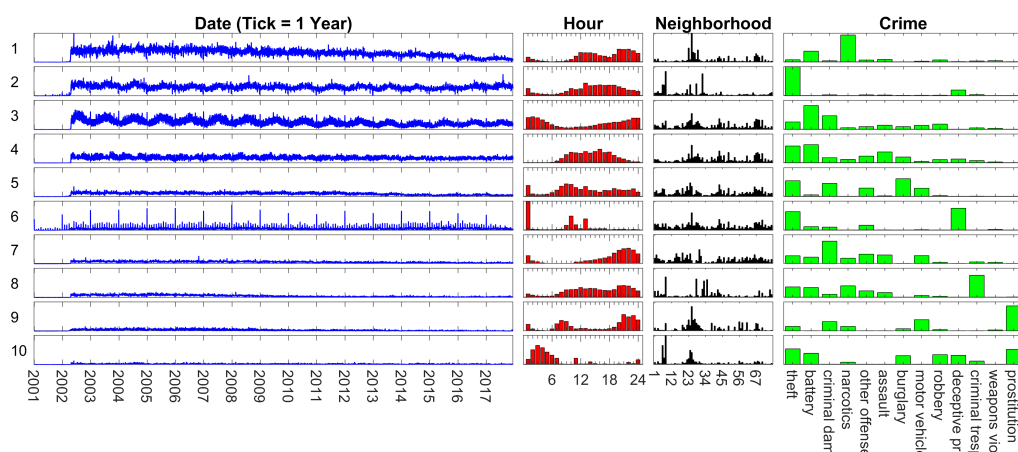 Date (Tick = 1 Year) Hour Neighborhood Crime
1
2
3
4
5
6
7
8
9
10
2001 2002 2003 2004 2005 2006 2007 2008 2009 2010 2011 2012 2013 2014 2015 2016 2017
6 12 18 24
1 12 23 34 45 56 67
theft
battery
criminal dam
narcotics
other offense
assault
burglary
motor vehicle
robbery
deceptive pr
criminal tresp
weapons vio
prostitution